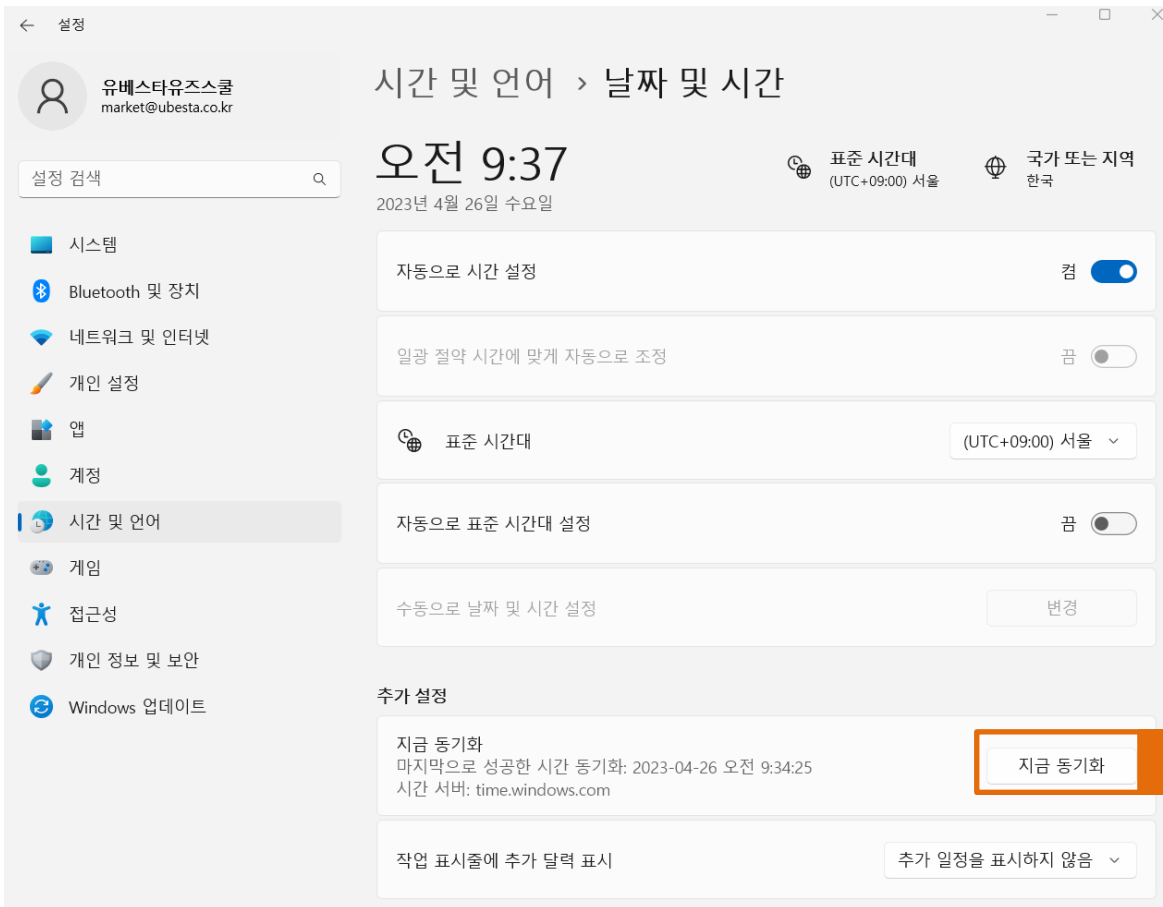 설정
유베스타유즈스쿨
market@ubesta.co.kr
설정 검색
시스템
Bluetooth 및 장치
네트워크 및 인터넷
개인 설정
앱
계정
시간 및 언어
게임
접근성
개인 정보 및 보안
Windows 업데이트
시간 및 언어 › 날짜 및 시간
오전 9:37
2023년 4월 26일 수요일
표준 시간대
(UTC+09:00) 서울
국가 또는 지역
한국
자동으로 시간 설정 켬
일광 절약 시간에 맞게 자동으로 조정 끔
표준 시간대 (UTC+09:00) 서울
자동으로 표준 시간대 설정 끔
수동으로 날짜 및 시간 설정 변경
추가 설정
지금 동기화
마지막으로 성공한 시간 동기화: 2023-04-26 오전 9:34:25
시간 서버: time.windows.com
지금 동기화
작업 표시줄에 추가 달력 표시 추가 일정을 표시하지 않음